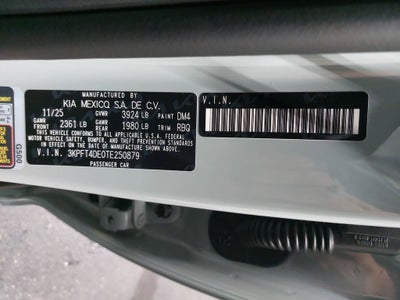 MANUFACTURED BY
KIA MEXICO S.A. DE C.V.
11/25 GVWR 3924 LB PAINT DM4
GAWR FRONT 2361 LB GAWR REAR 1980 LB TRIM RBQ
THIS VEHICLE CONFORMS TO ALL APPLICABLE U.S.A. FEDERAL
MOTOR VEHICLE SAFETY, BUMPER, AND THEFT PREVENTION STANDARDS
IN EFFECT ON THE DATE OF MANUFACTURE SHOWN ABOVE.
V.I.N. 3KPFT4DE0TE250879
PASSENGER CAR
V.I.N.
G500